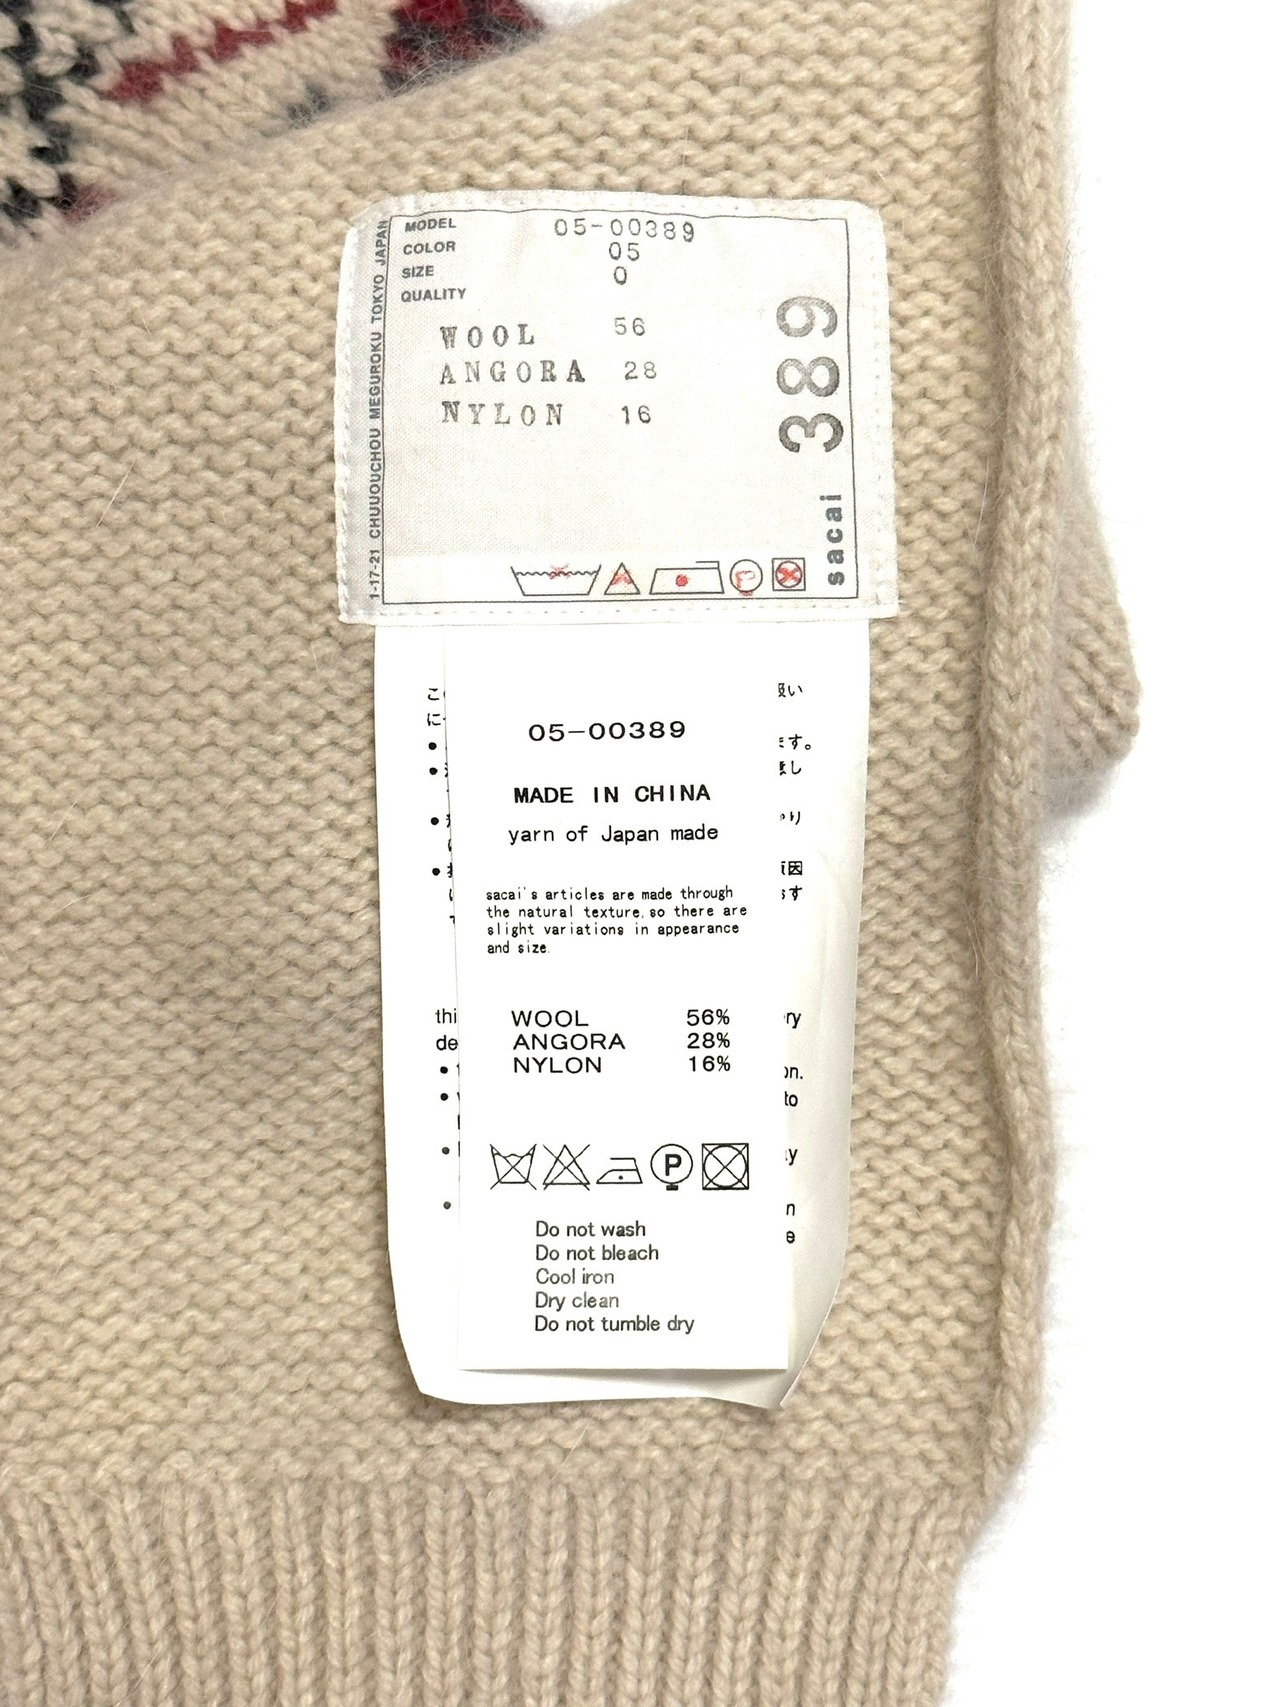 MODEL 05-00389
COLOR 05
SIZE 0
QUALITY
WOOL 56
ANGORA 28
NYLON 16
1-17-21 CHUUOUCHOU MEGUROKU TOKYO JAPAN
sacai 389
05-00389
MADE IN CHINA
yarn of Japan made
sacai's articles are made through
the natural texture, so there are
slight variations in appearance
and size.
WOOL 56%
ANGORA 28%
NYLON 16%
P
Do not wash
Do not bleach
Cool iron
Dry clean
Do not tumble dry